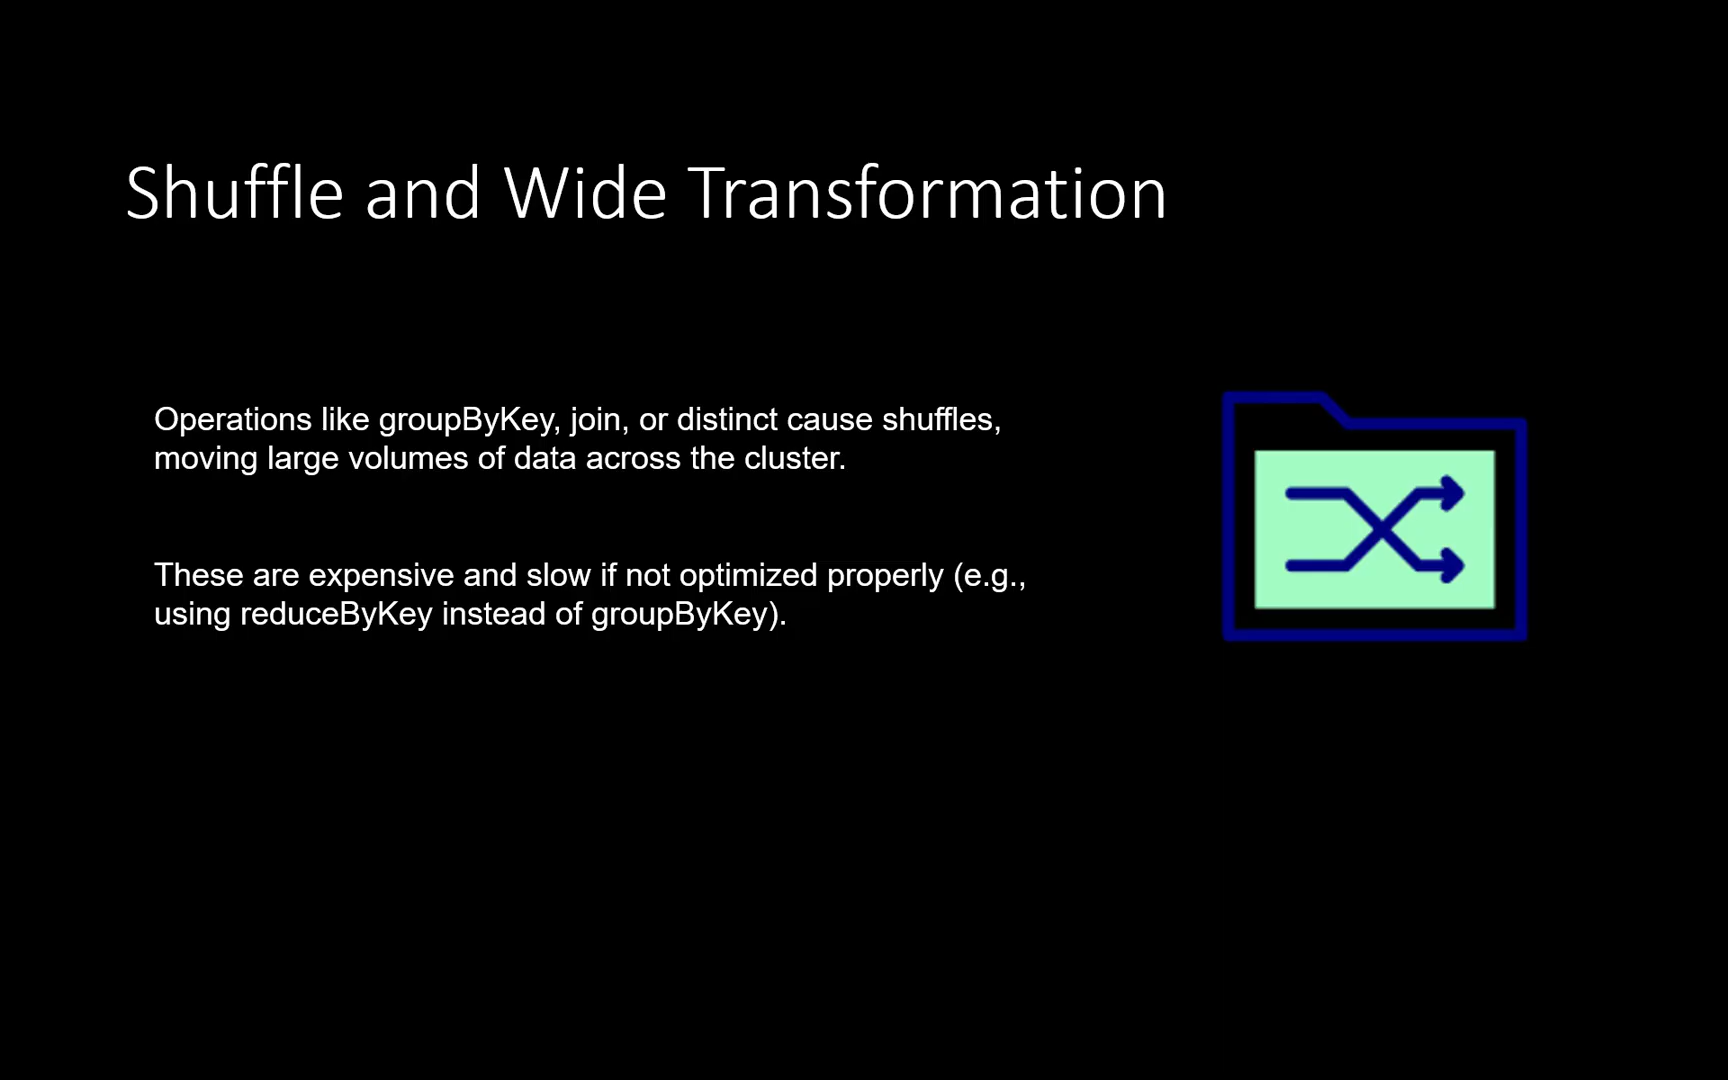 Shuffle and Wide Transformation
Operations like groupByKey, join, or distinct cause shuffles,
moving large volumes of data across the cluster.
These are expensive and slow if not optimized properly (e.g.,
using reduceByKey instead of groupByKey).